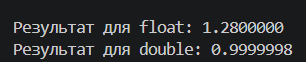 Результат для float: 1.2800000
Результат для double: 0.9999998